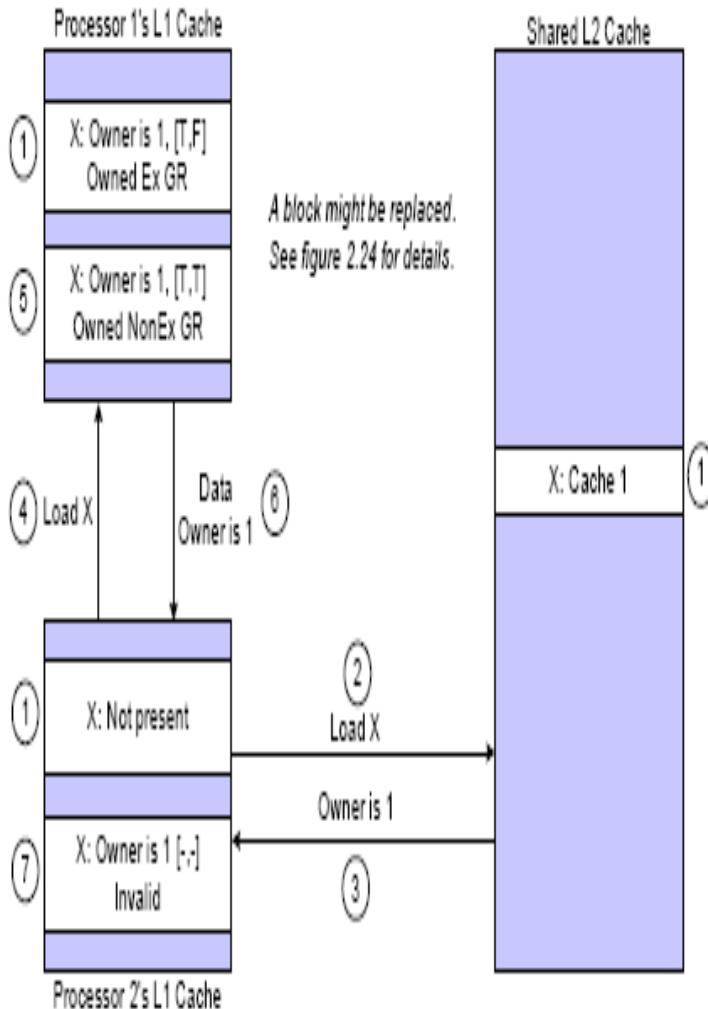 Processor 1's L1 Cache
Shared L2 Cache
1
X: Owner is 1, [T,F]
Owned Ex GR
A block might be replaced.
See figure 2.24 for details.
5
X: Owner is 1, [T,T]
Owned NonEx GR
X: Cache 1
1
4
Load X
Data
Owner is 1
6
1
X: Not present
2
Load X
Owner is 1
7
X: Owner is 1 [-,-]
Invalid
3
Processor 2's L1 Cache